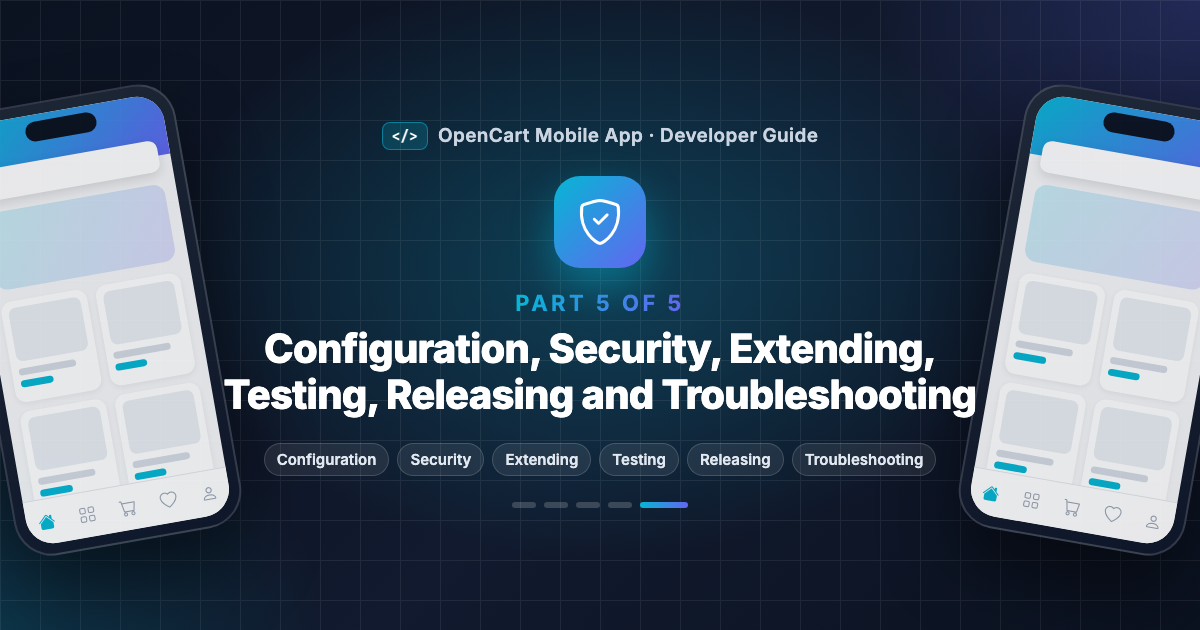 </> OpenCart Mobile App · Developer Guide
PART 5 OF 5
Configuration, Security, Extending,
Testing, Releasing and Troubleshooting
Configuration Security Extending Testing Releasing Troubleshooting